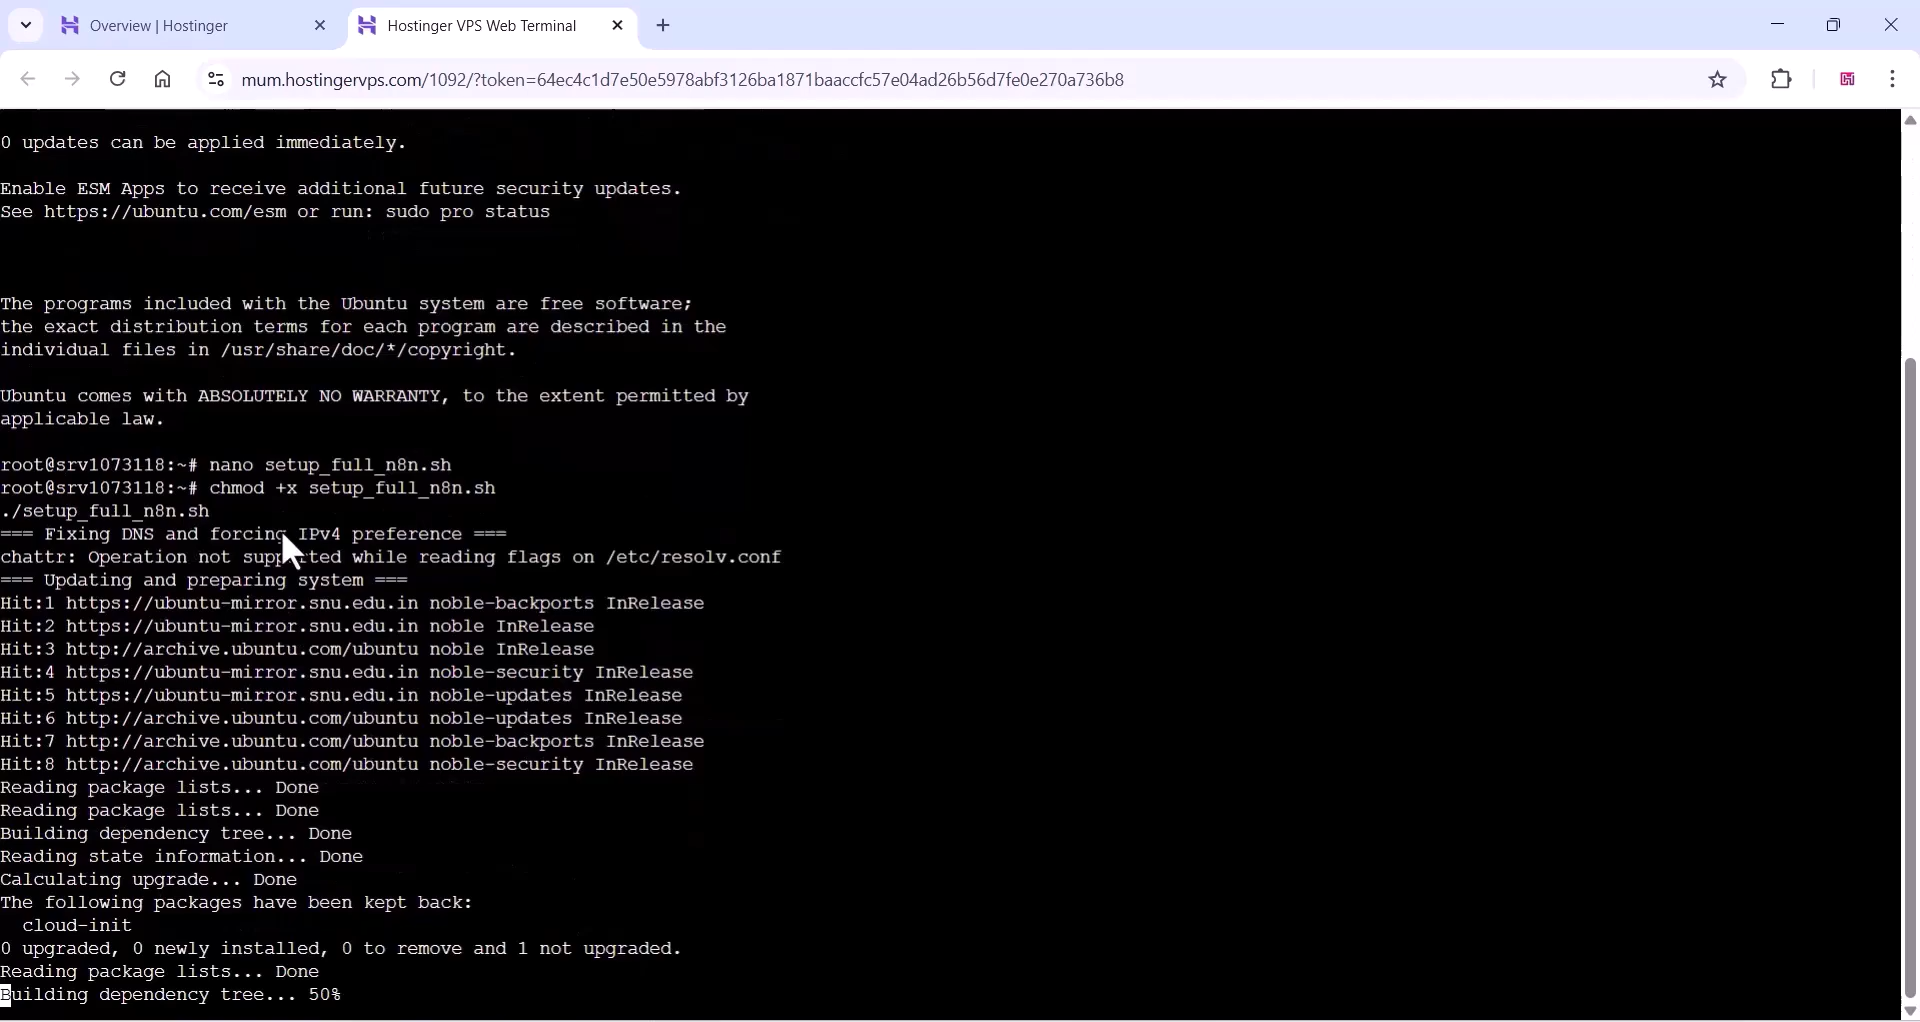 Overview | Hostinger
Hostinger VPS Web Terminal
mum.hostingervps.com/1092/?token=64ec4c1d7e50e5978abf3126ba1871baaccfc57e04ad26b56d7fe0e270a736b8
0 updates can be applied immediately.
Enable ESM Apps to receive additional future security updates.
See https://ubuntu.com/esm or run: sudo pro status
The programs included with the Ubuntu system are free software;
the exact distribution terms for each program are described in the
individual files in /usr/share/doc/*/copyright.
Ubuntu comes with ABSOLUTELY NO WARRANTY, to the extent permitted by
applicable law.
root@srv1073118:~# nano setup_full_n8n.sh
root@srv1073118:~# chmod +x setup_full_n8n.sh
./setup_full_n8n.sh
=== Fixing DNS and forcing IPv4 preference ===
chattr: Operation not supported while reading flags on /etc/resolv.conf
=== Updating and preparing system ===
Hit:1 https://ubuntu-mirror.snu.edu.in noble-backports InRelease
Hit:2 https://ubuntu-mirror.snu.edu.in noble InRelease
Hit:3 http://archive.ubuntu.com/ubuntu noble InRelease
Hit:4 https://ubuntu-mirror.snu.edu.in noble-security InRelease
Hit:5 https://ubuntu-mirror.snu.edu.in noble-updates InRelease
Hit:6 http://archive.ubuntu.com/ubuntu noble-updates InRelease
Hit:7 http://archive.ubuntu.com/ubuntu noble-backports InRelease
Hit:8 http://archive.ubuntu.com/ubuntu noble-security InRelease
Reading package lists... Done
Reading package lists... Done
Building dependency tree... Done
Reading state information... Done
Calculating upgrade... Done
The following packages have been kept back:
cloud-init
0 upgraded, 0 newly installed, 0 to remove and 1 not upgraded.
Reading package lists... Done
Building dependency tree... 50%